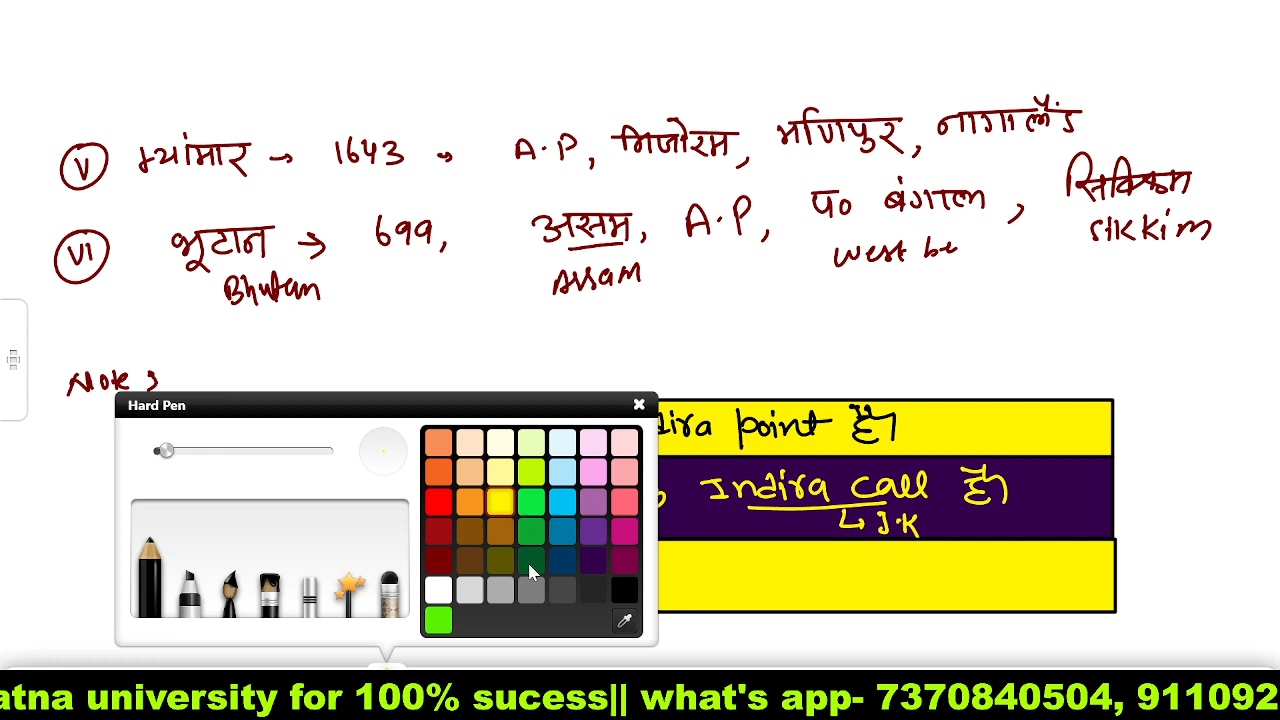 V म्यांमार → 1643 → A.P, मिजोरम, मणिपुर, नागालैंड
VI भूटान → 699, असम, A.P, प० बंगाल, सिक्किम
Bhutan Assam west be sikkim
Note →
Hard Pen
dira point है।
Indira call है।
↳ J.K
atna university for 100% sucess|| what's app- 7370840504, 911092